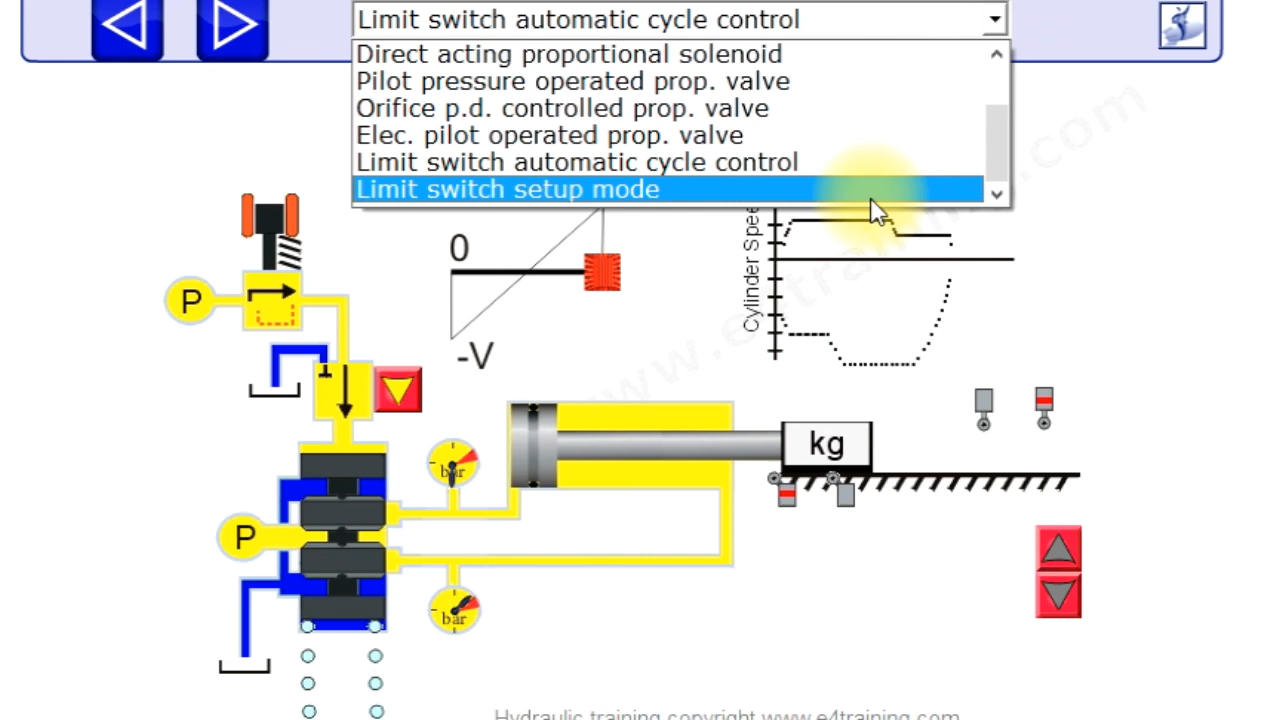 Limit switch automatic cycle control
Direct acting proportional solenoid
Pilot pressure operated prop. valve
Orifice p.d. controlled prop. valve
Elec. pilot operated prop. valve
Limit switch automatic cycle control
Limit switch setup mode
0
-V
Cylinder Spee
P
bar
kg
P
bar
Hydraulic training copyright www.e4training.com